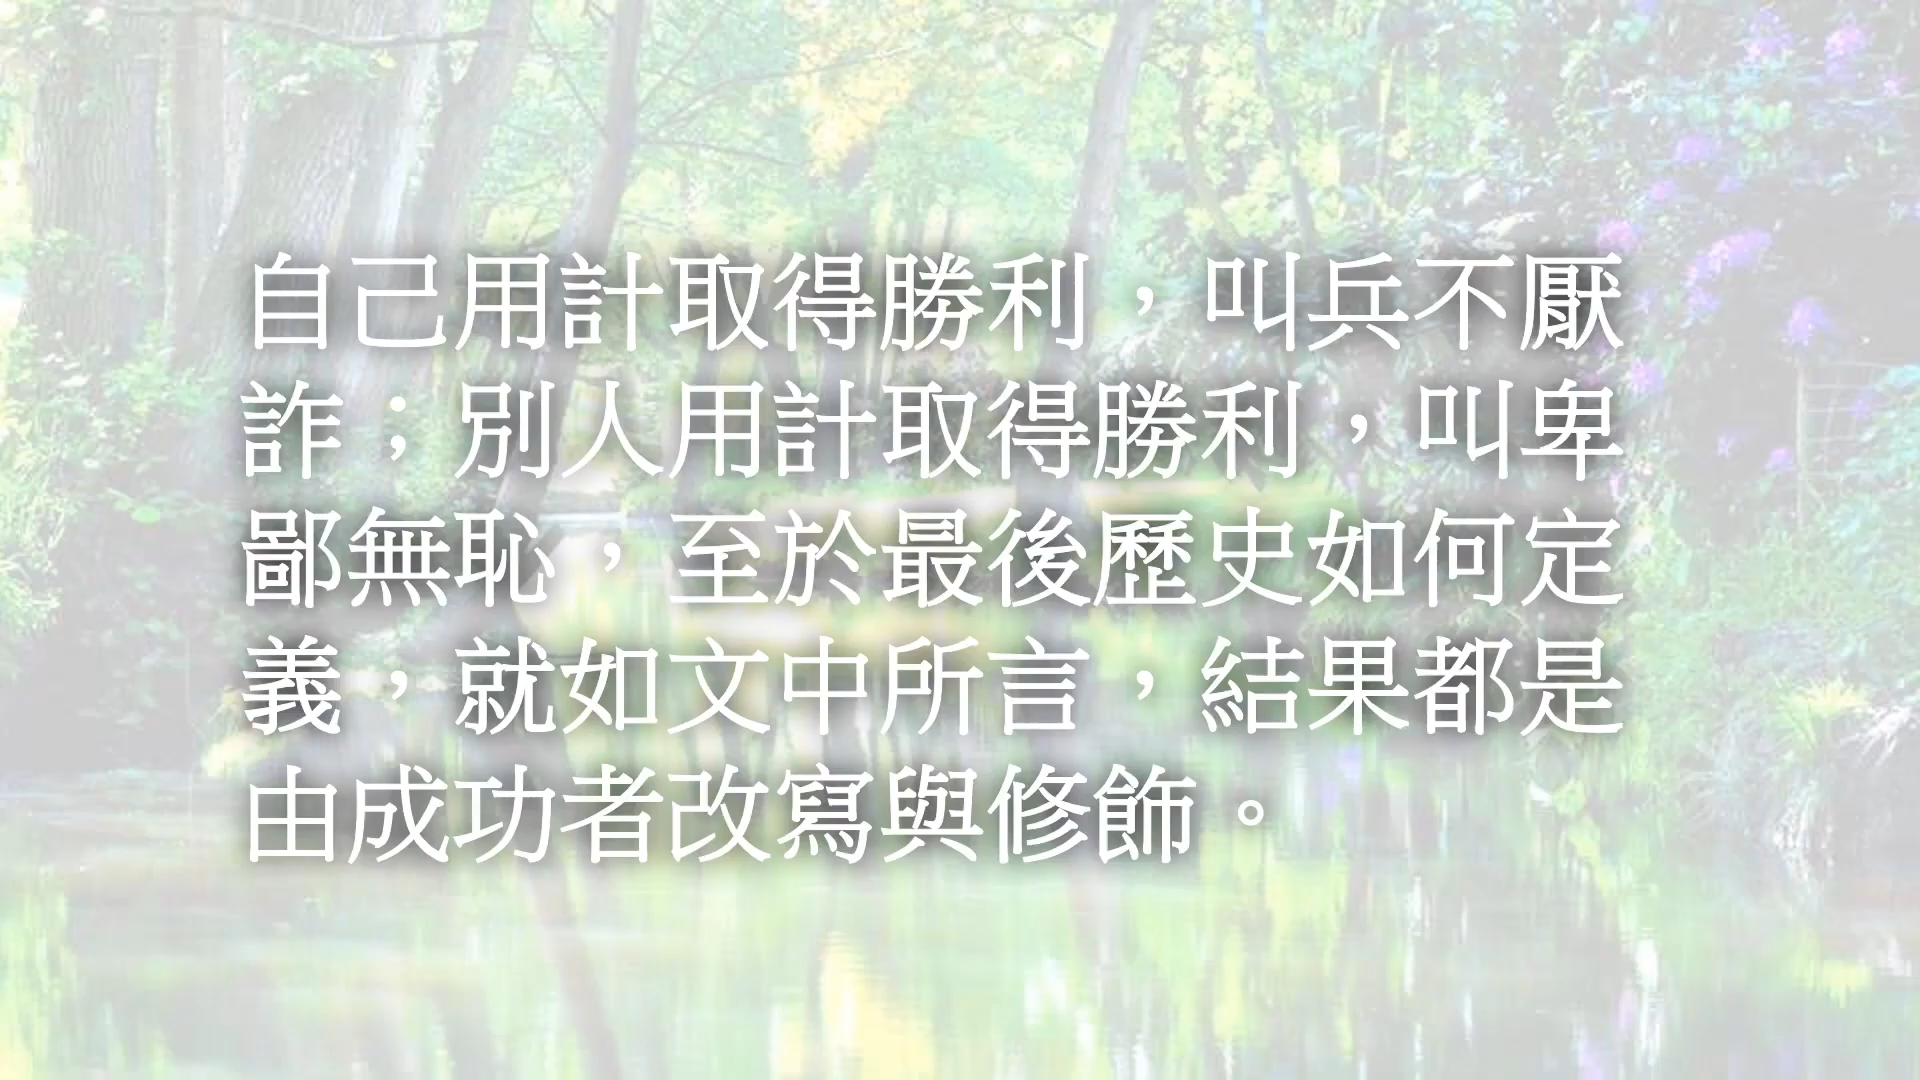 自己用計取得勝利，叫兵不厭
詐；別人用計取得勝利，叫卑
鄙無恥，至於最後歷史如何定
義，就如文中所言，結果都是
由成功者改寫與修飾。